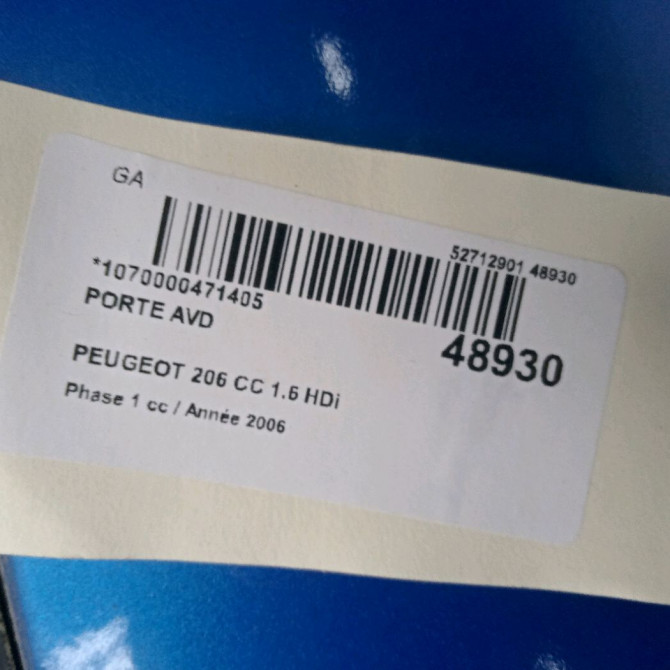 GA
52712901 48930
*1070000471405
PORTE AVD
48930
PEUGEOT 206 CC 1.6 HDi
Phase 1 cc / Année 2006